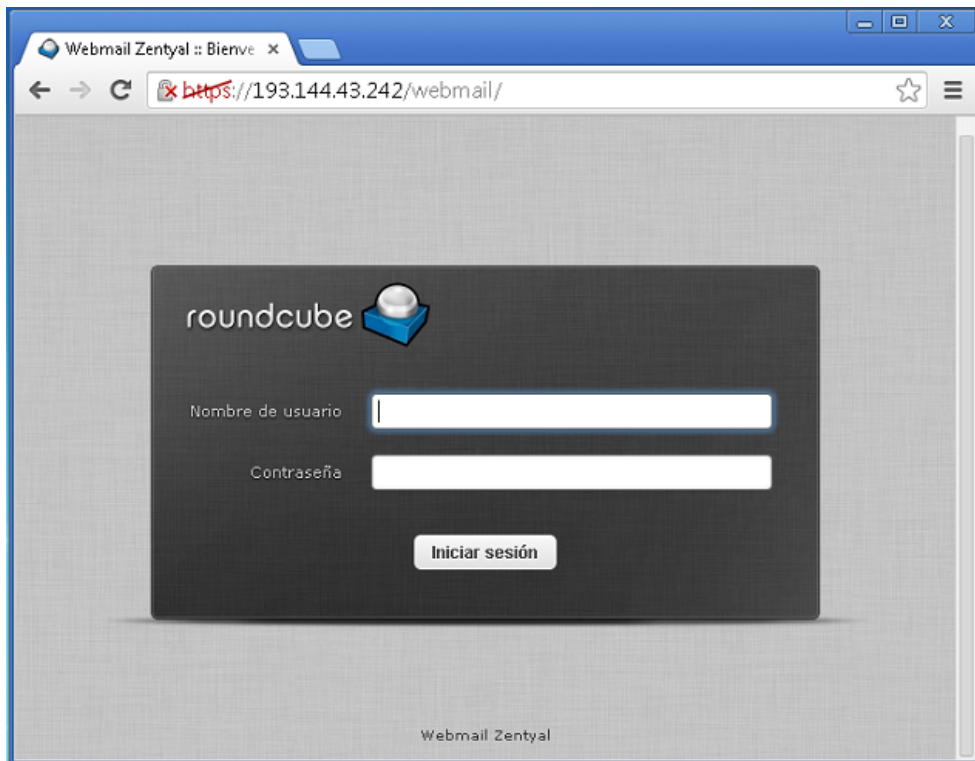 Webmail Zentyal :: Bienve
https://193.144.43.242/webmail/
roundcube
Nombre de usuario
Contraseña
Iniciar sesión
Webmail Zentyal